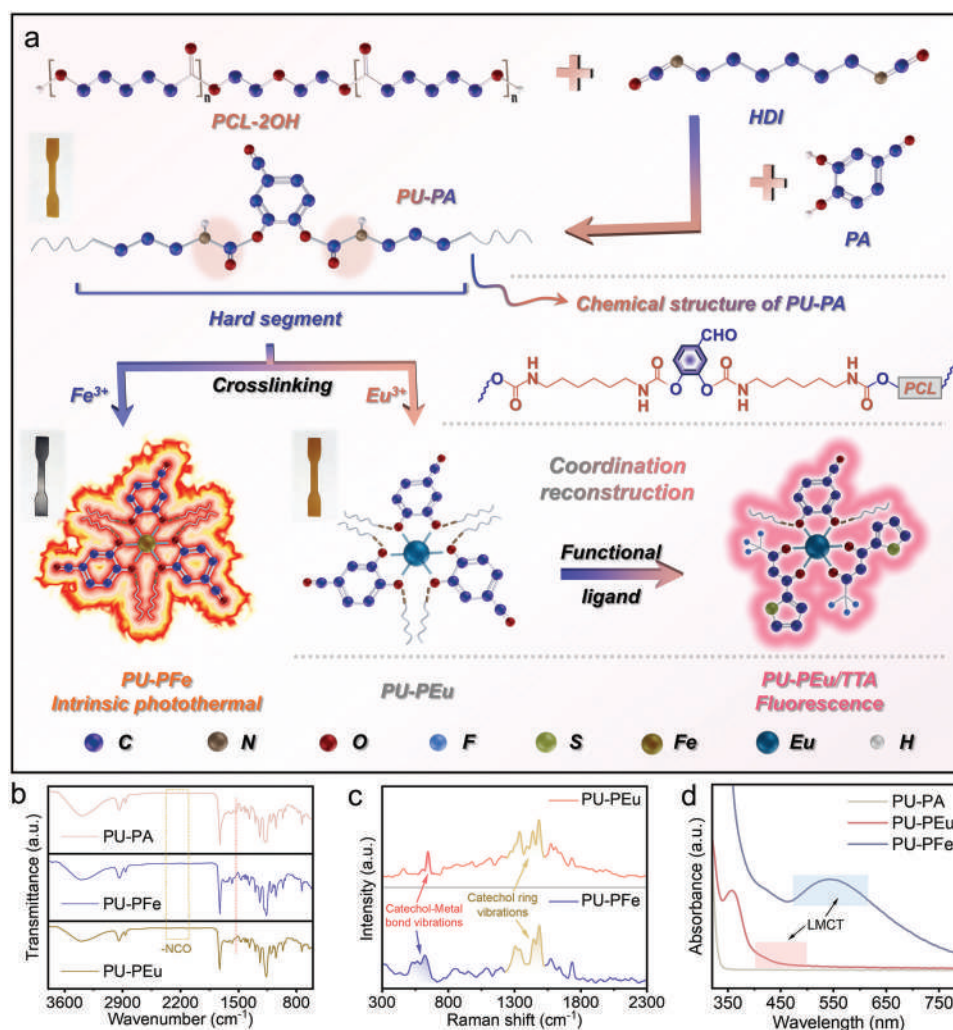 a
PCL-2OH
n
n
HDI
PU-PA
PA
Hard segment
Chemical structure of PU-PA
Crosslinking
Fe³⁺
Eu³⁺
CHO
O
H
N
O
O
O
H
N
O
N
H
O
O
N
H
O
PCL
Coordination
reconstruction
Functional
ligand
PU-PFe
Intrinsic photothermal
PU-PEu
PU-PEu/TTA
Fluorescence
C N O F S Fe Eu H
b
Transmittance (a.u.)
PU-PA
PU-PFe
-NCO
PU-PEu
3600 2900 2200 1500 800
Wavenumber (cm⁻¹)
c
Intensity (a.u.)
PU-PEu
Catechol-Metal
bond vibrations
Catechol ring
vibrations
PU-PFe
300 800 1300 1800 2300
Raman shift (cm⁻¹)
d
Absorbance (a.u.)
PU-PA
PU-PEu
PU-PFe
LMCT
350 450 550 650 750
Wavelength (nm)